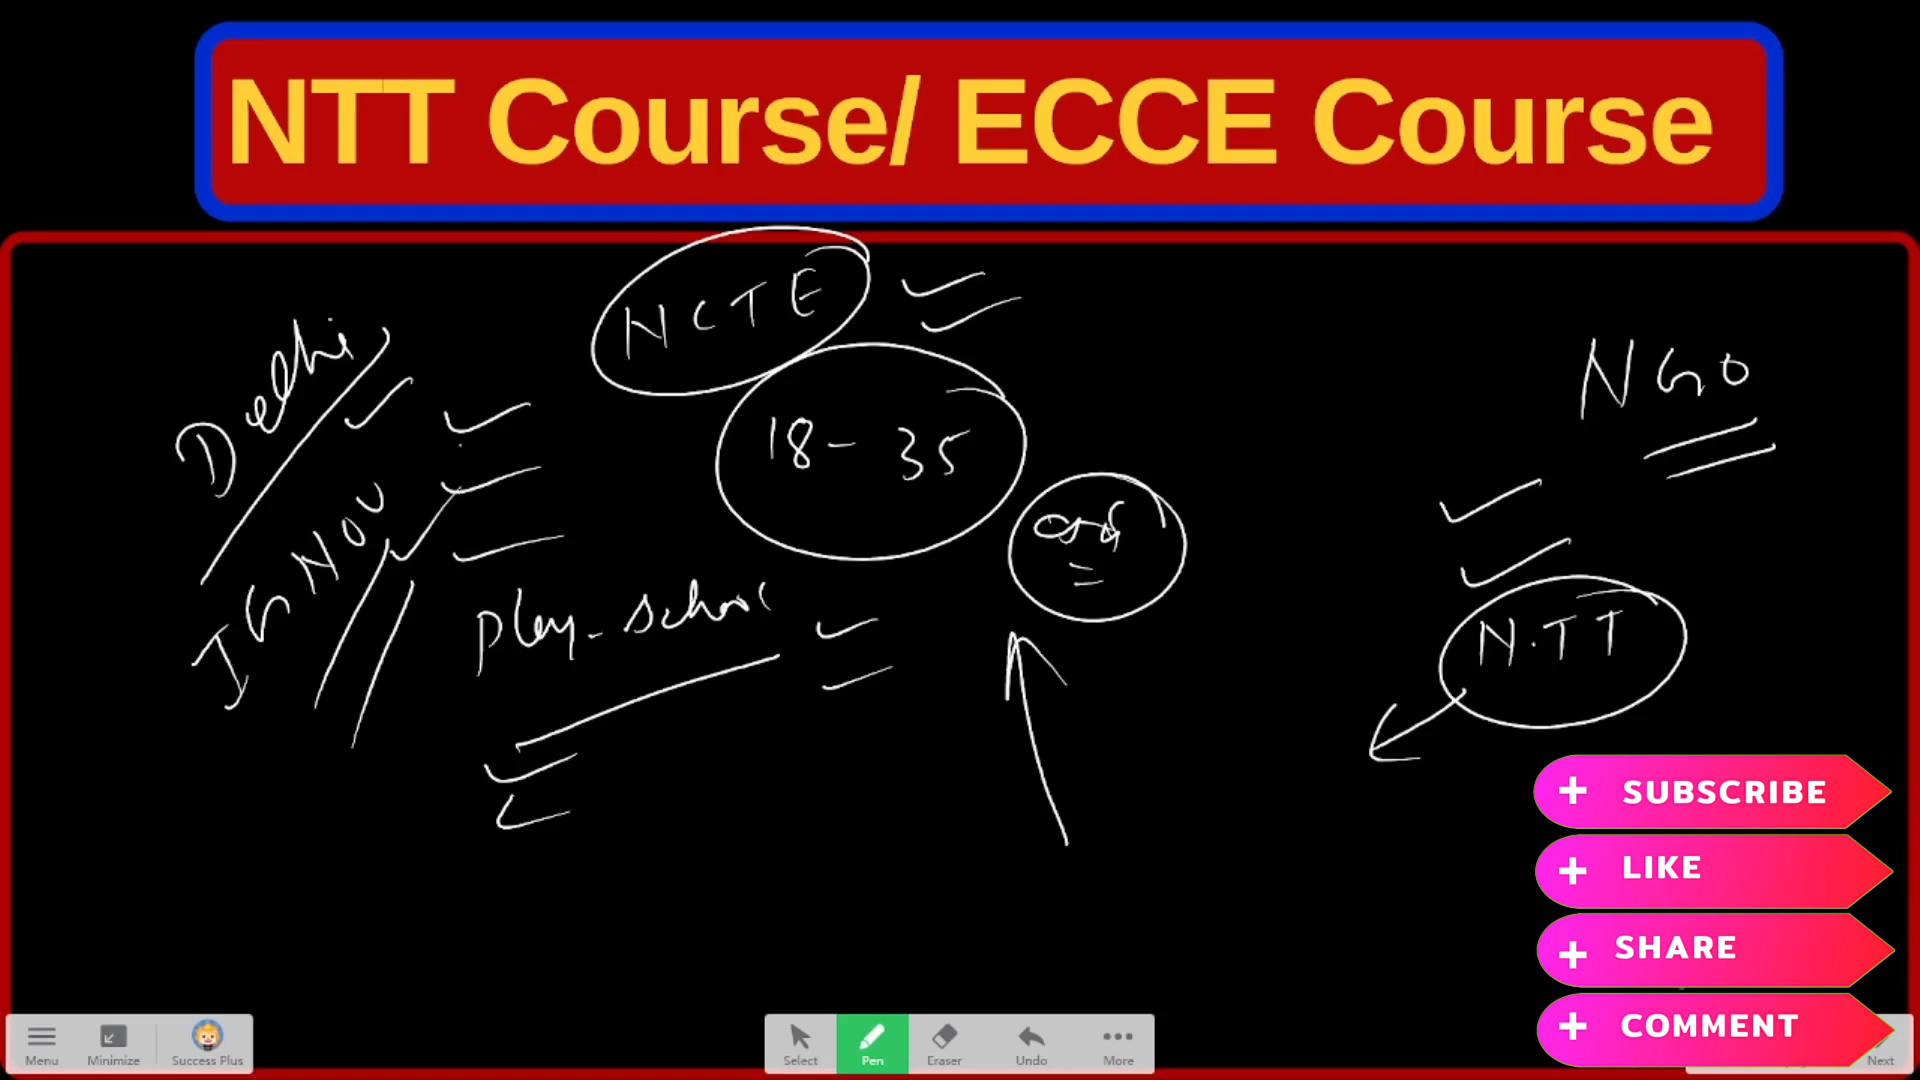 NTT Course/ ECCE Course
NCTE
Delhi
18-35
NGO
IGNOU
Play-school
N.TT
+ SUBSCRIBE
+ LIKE
+ SHARE
+ COMMENT
Menu Minimize Success Plus Select Pen Eraser Undo More Next